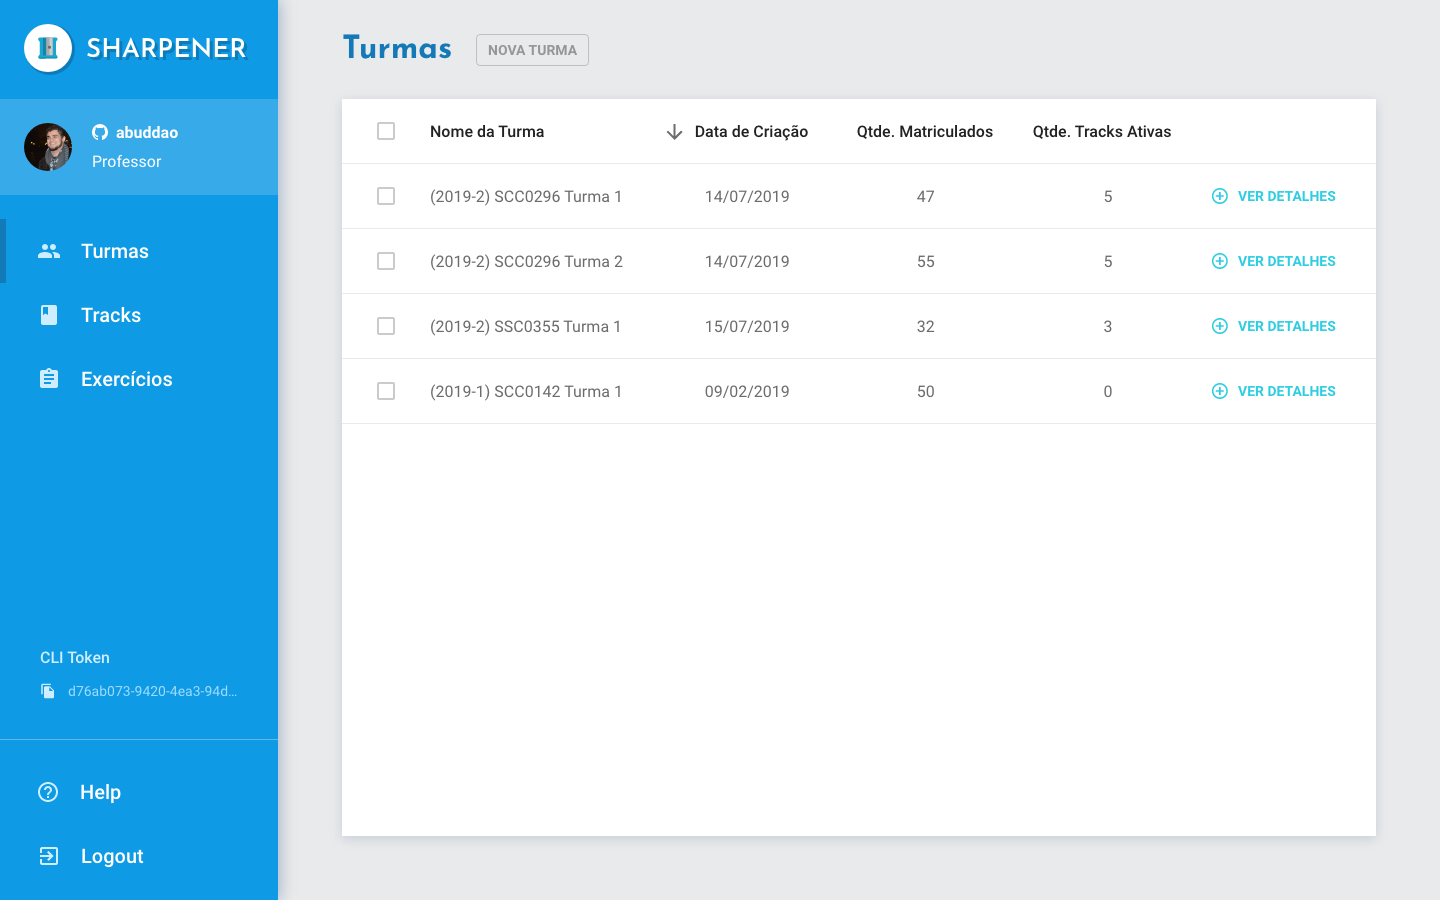 SHARPENER
abuddao
Professor
Turmas
Tracks
Exercícios
CLI Token
d76ab073-9420-4ea3-94d...
Help
Logout
Turmas NOVA TURMA
Nome da Turma Data de Criação Qtde. Matriculados Qtde. Tracks Ativas
(2019-2) SCC0296 Turma 1 14/07/2019 47 5 VER DETALHES
(2019-2) SCC0296 Turma 2 14/07/2019 55 5 VER DETALHES
(2019-2) SSC0355 Turma 1 15/07/2019 32 3 VER DETALHES
(2019-1) SCC0142 Turma 1 09/02/2019 50 0 VER DETALHES